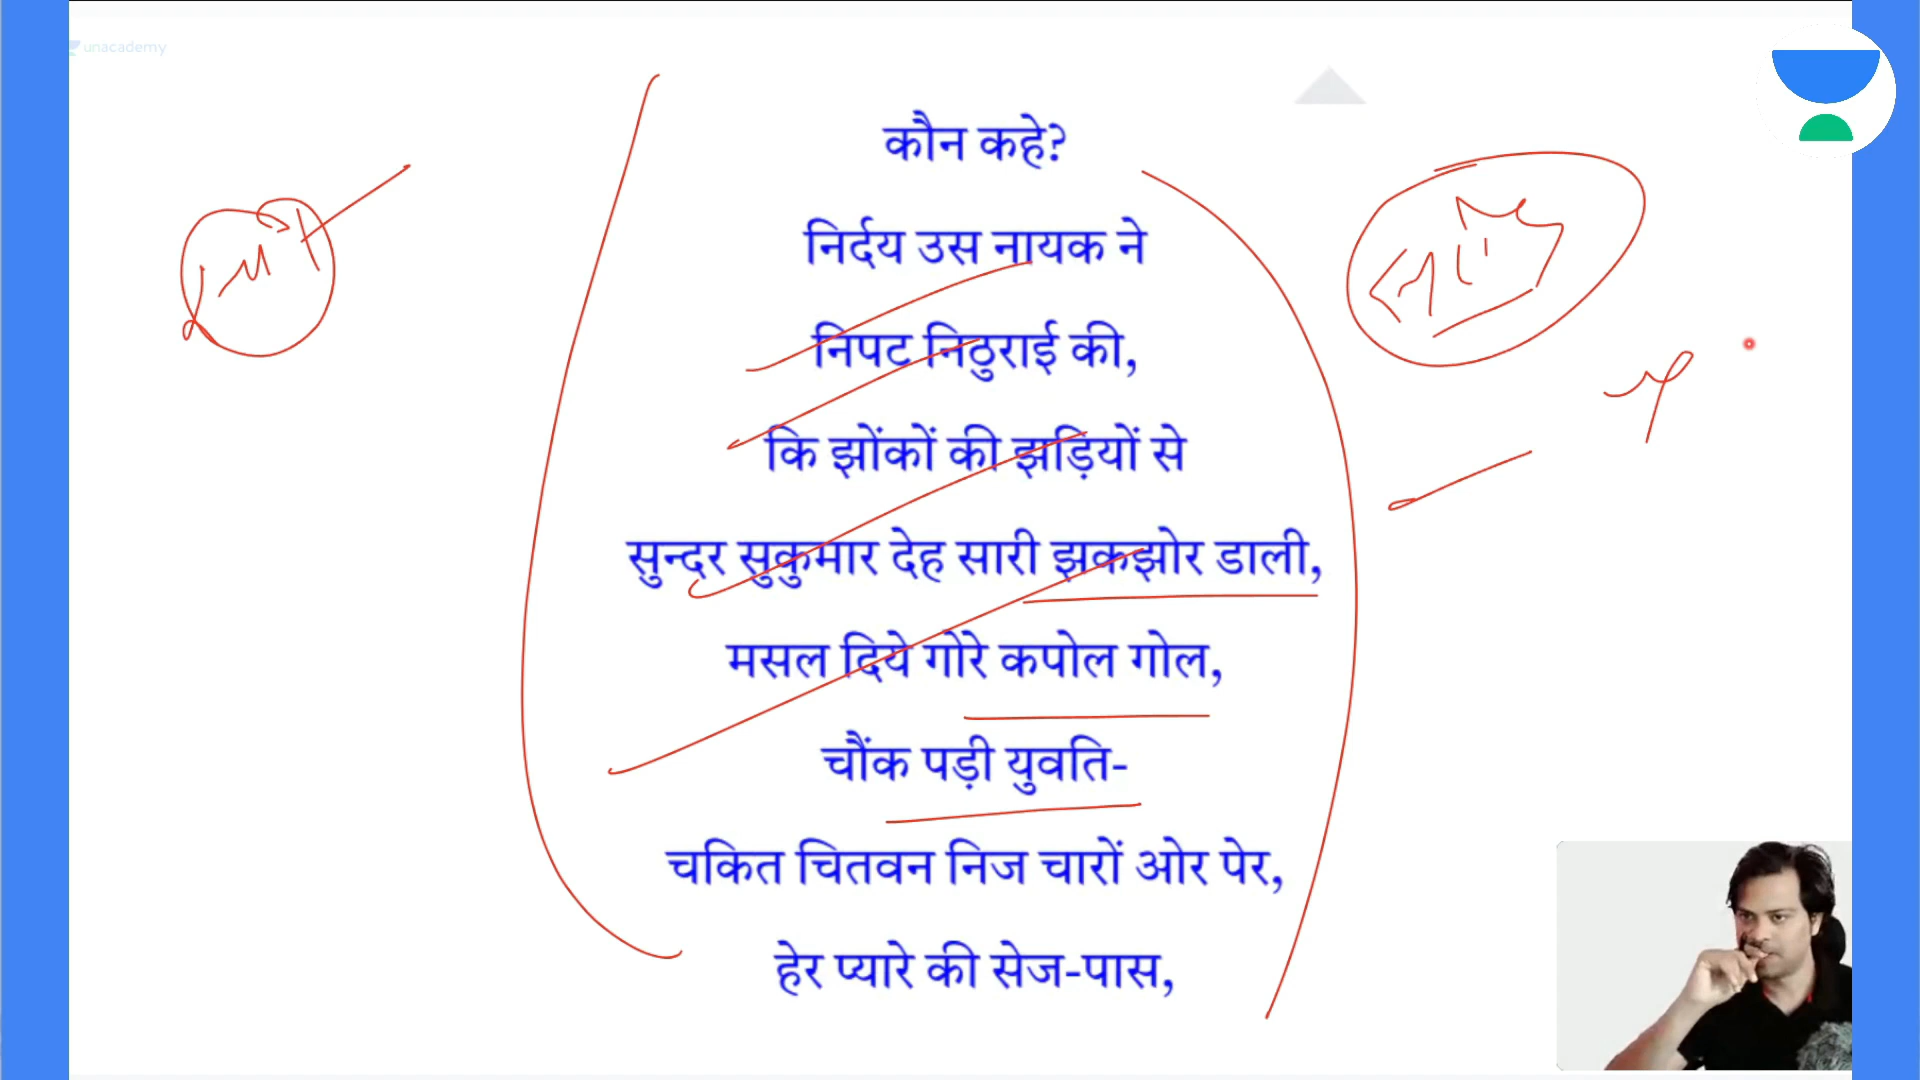 unacademy
कौन कहे?
निर्दय उस नायक ने
निपट निठुराई की,
कि झोंकों की झड़ियों से
सुन्दर सुकुमार देह सारी झकझोर डाली,
मसल दिये गोरे कपोल गोल,
चौंक पड़ी युवति-
चकित चितवन निज चारों ओर पेर,
हेर प्यारे की सेज-पास,